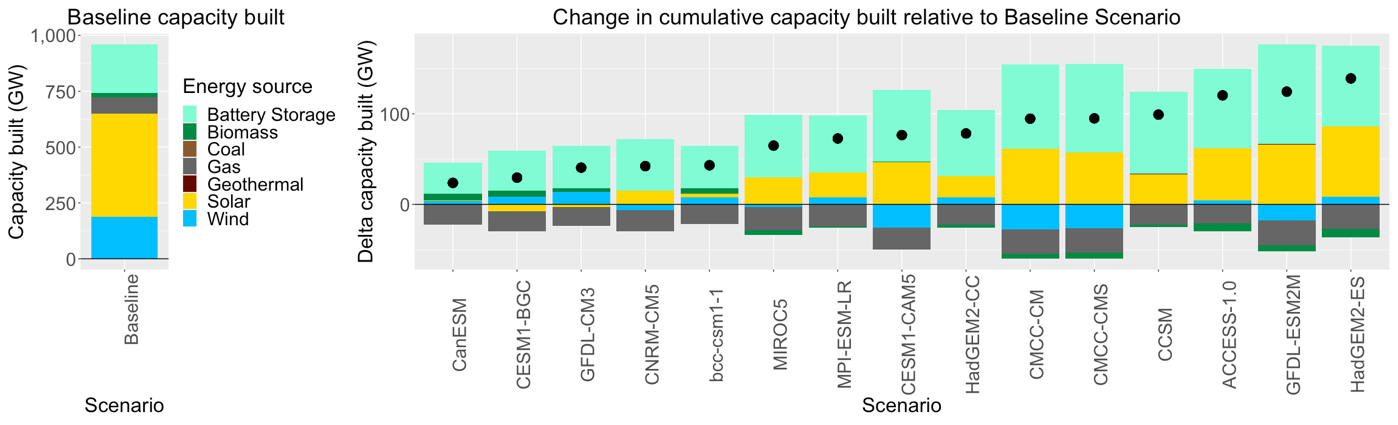 Baseline capacity built
Capacity built (GW)
1,000
750
500
250
0
Baseline
Scenario
Energy source
Battery Storage
Biomass
Coal
Gas
Geothermal
Solar
Wind
Change in cumulative capacity built relative to Baseline Scenario
Delta capacity built (GW)
100
0
CanESM
CESM1-BGC
GFDL-CM3
CNRM-CM5
bcc-csm1-1
MIROC5
MPI-ESM-LR
CESM1-CAM5
HadGEM2-CC
CMCC-CM
CMCC-CMS
CCSM
ACCESS-1.0
GFDL-ESM2M
HadGEM2-ES
Scenario